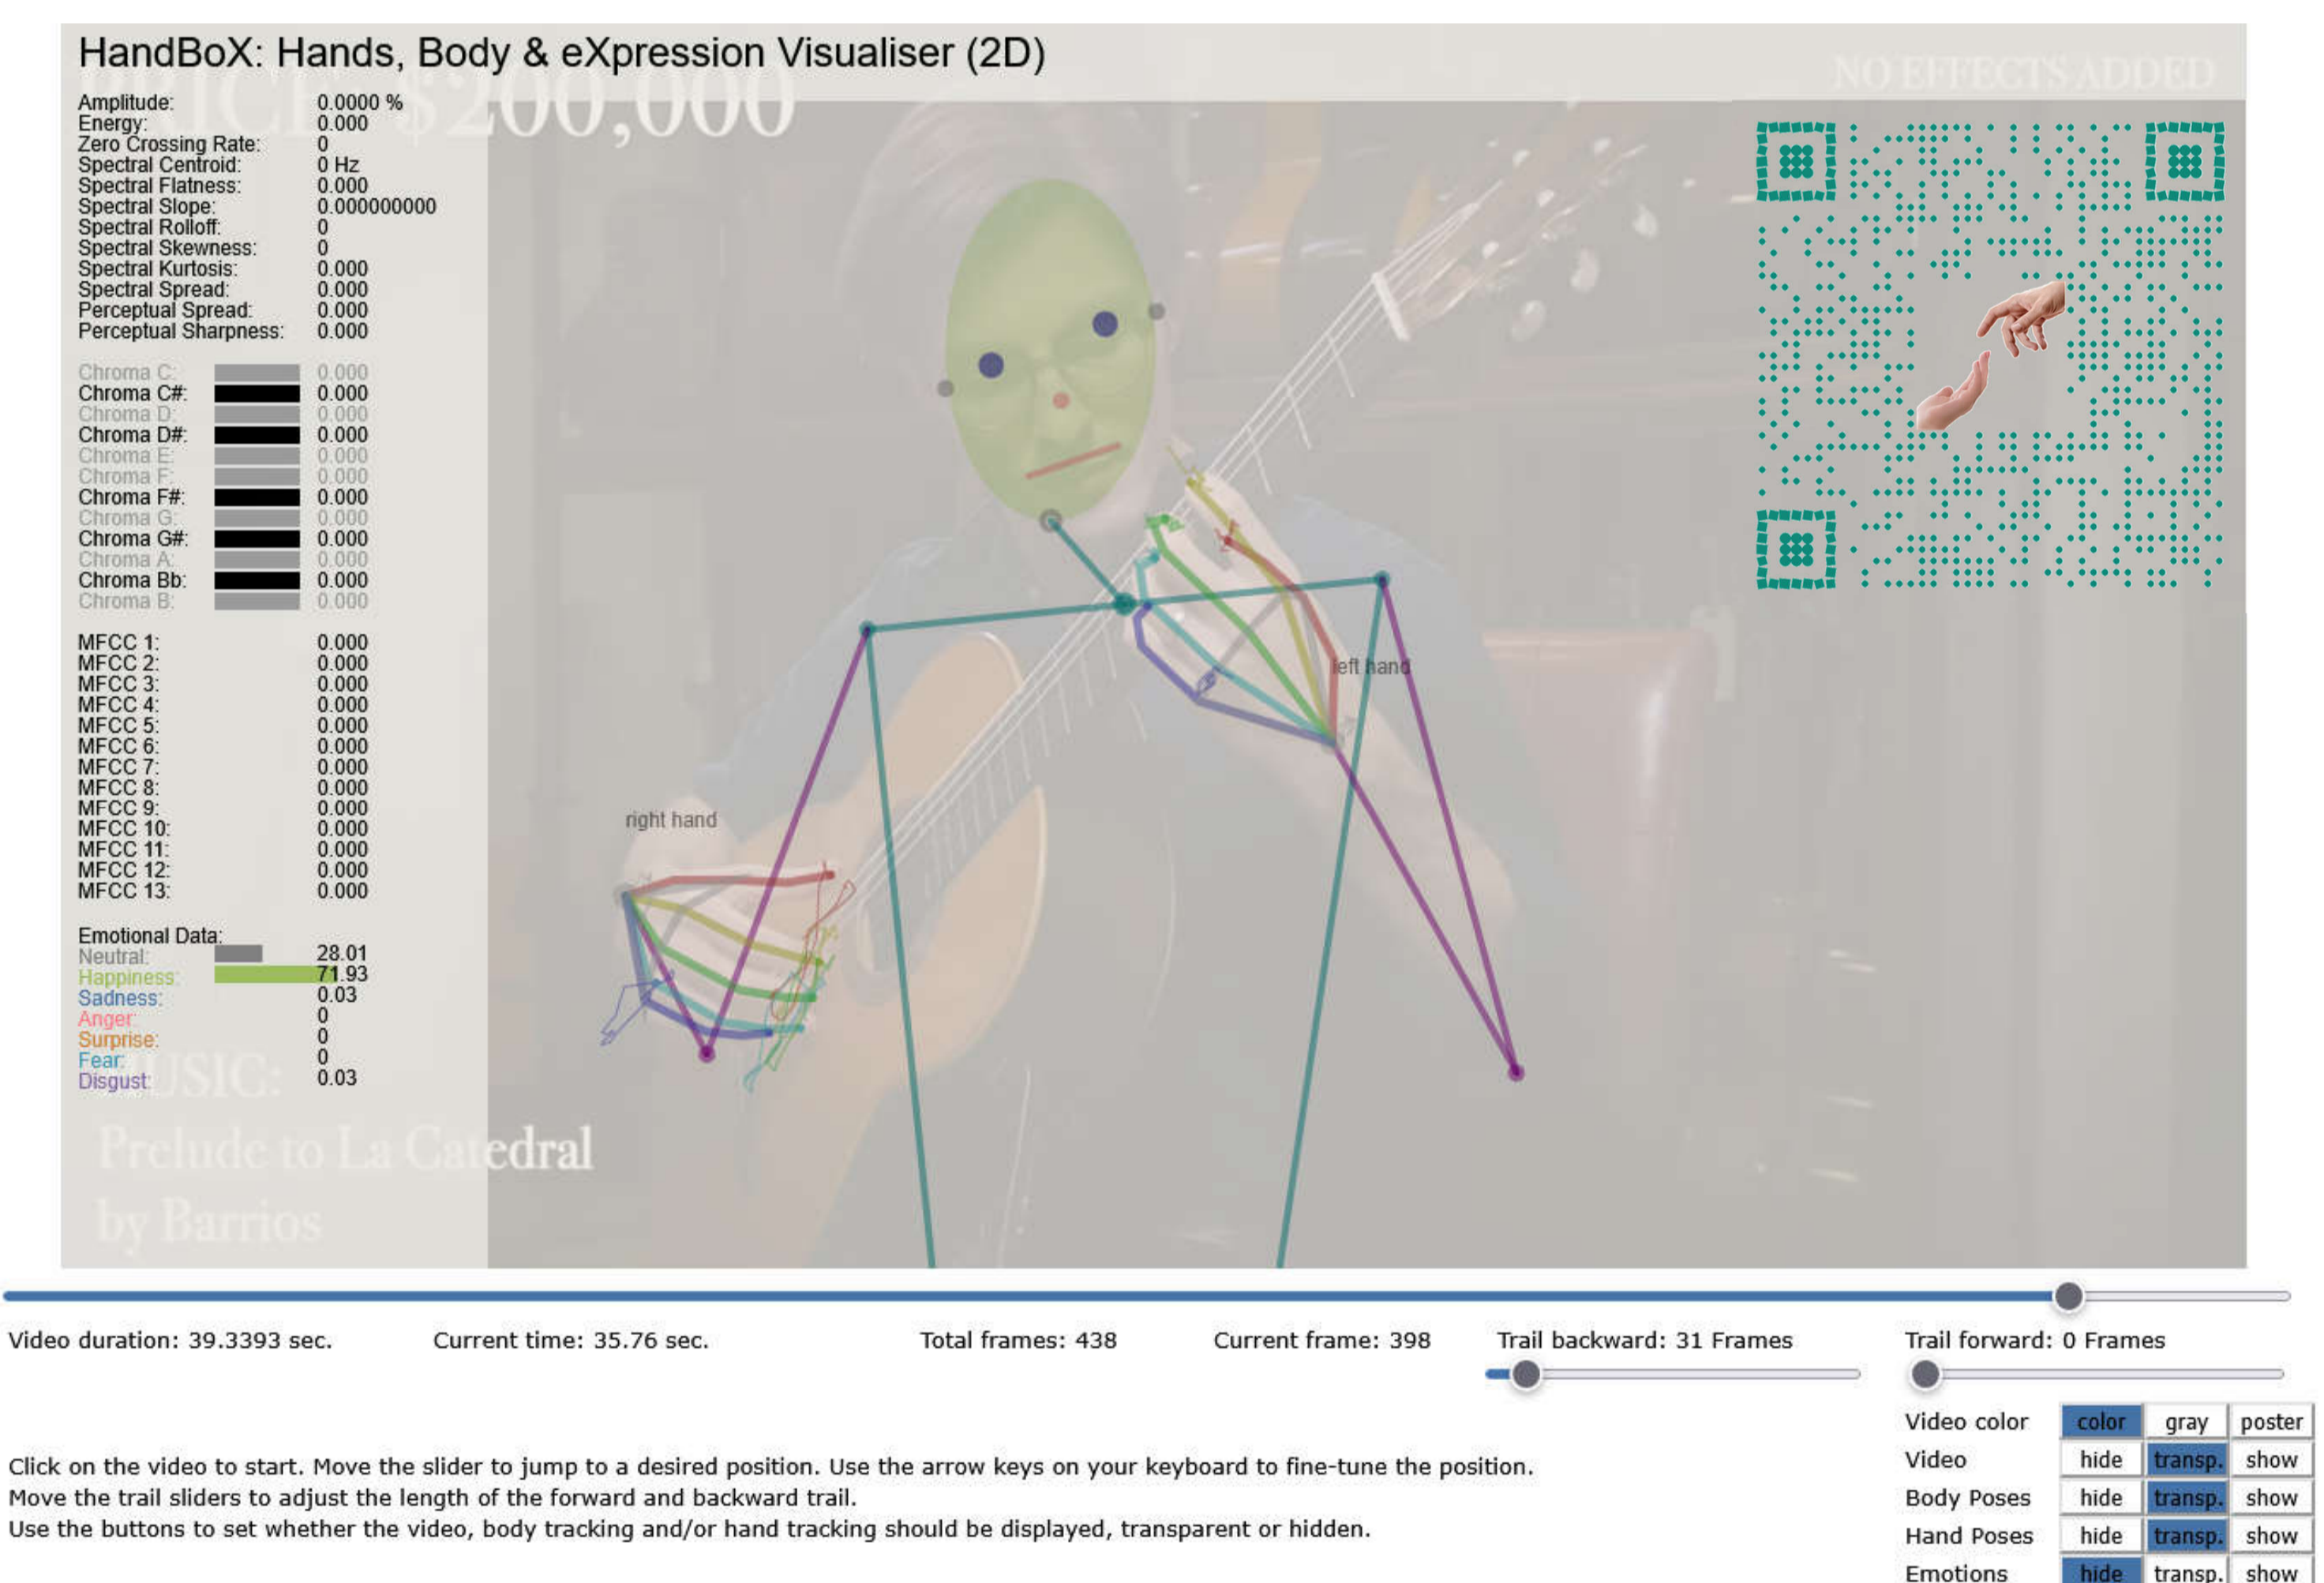 HandBoX: Hands, Body & eXpression Visualiser (2D)
PRICE: $200,000
NO EFFECTS ADDED
Amplitude: 0.0000 %
Energy: 0.000
Zero Crossing Rate: 0
Spectral Centroid: 0 Hz
Spectral Flatness: 0.000
Spectral Slope: 0.000000000
Spectral Rolloff: 0
Spectral Skewness: 0
Spectral Kurtosis: 0.000
Spectral Spread: 0.000
Perceptual Spread: 0.000
Perceptual Sharpness: 0.000
Chroma C: 0.000
Chroma C#: 0.000
Chroma D: 0.000
Chroma D#: 0.000
Chroma E: 0.000
Chroma F: 0.000
Chroma F#: 0.000
Chroma G: 0.000
Chroma G#: 0.000
Chroma A: 0.000
Chroma Bb: 0.000
Chroma B: 0.000
MFCC 1: 0.000
MFCC 2: 0.000
MFCC 3: 0.000
MFCC 4: 0.000
MFCC 5: 0.000
MFCC 6: 0.000
MFCC 7: 0.000
MFCC 8: 0.000
MFCC 9: 0.000
MFCC 10: 0.000
MFCC 11: 0.000
MFCC 12: 0.000
MFCC 13: 0.000
Emotional Data:
Neutral: 28.01
Happiness: 71.93
Sadness: 0.03
Anger: 0
Surprise: 0
Fear: 0
Disgust: 0.03
MUSIC:
Prelude to La Catedral
by Barrios
left hand
right hand
Video duration: 39.3393 sec. Current time: 35.76 sec. Total frames: 438 Current frame: 398 Trail backward: 31 Frames Trail forward: 0 Frames
Video color color gray poster
Video hide transp. show
Body Poses hide transp. show
Hand Poses hide transp. show
Emotions hide transp. show
Click on the video to start. Move the slider to jump to a desired position. Use the arrow keys on your keyboard to fine-tune the position.
Move the trail sliders to adjust the length of the forward and backward trail.
Use the buttons to set whether the video, body tracking and/or hand tracking should be displayed, transparent or hidden.